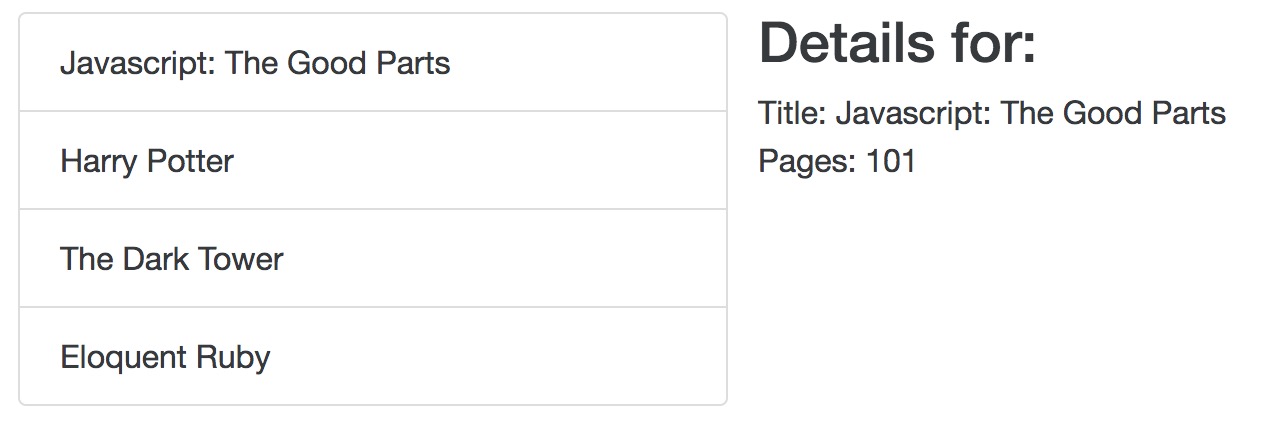 Javascript: The Good Parts
Harry Potter
The Dark Tower
Eloquent Ruby
Details for:
Title: Javascript: The Good Parts
Pages: 101